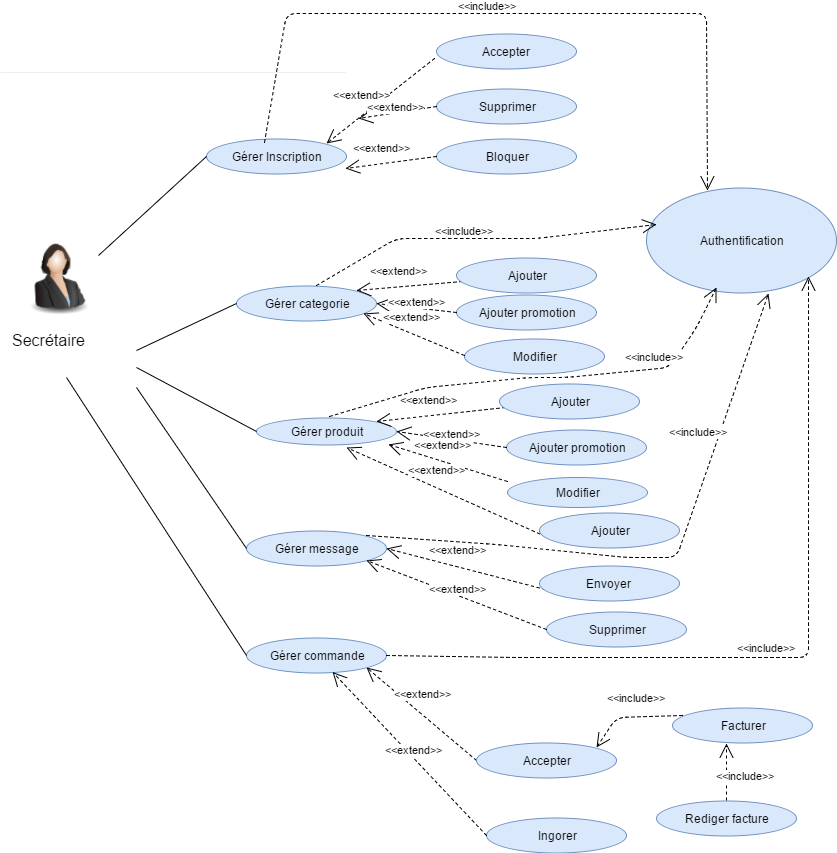 <<include>>
Accepter
<<extend>>
<<extend>>
Supprimer
<<extend>>
Gérer Inscription
Bloquer
<<include>>
Authentification
<<extend>>
Ajouter
Gérer categorie
<<extend>>
Ajouter promotion
<<extend>>
Secrétaire
Modifier
<<include>>
<<extend>>
Ajouter
Gérer produit
<<extend>>
<<include>>
<<extend>>
Ajouter promotion
<<extend>>
Modifier
Ajouter
Gérer message
<<extend>>
Envoyer
<<extend>>
Supprimer
Gérer commande
<<include>>
<<extend>>
<<include>>
Facturer
<<extend>>
Accepter
<<include>>
Rediger facture
Ingorer